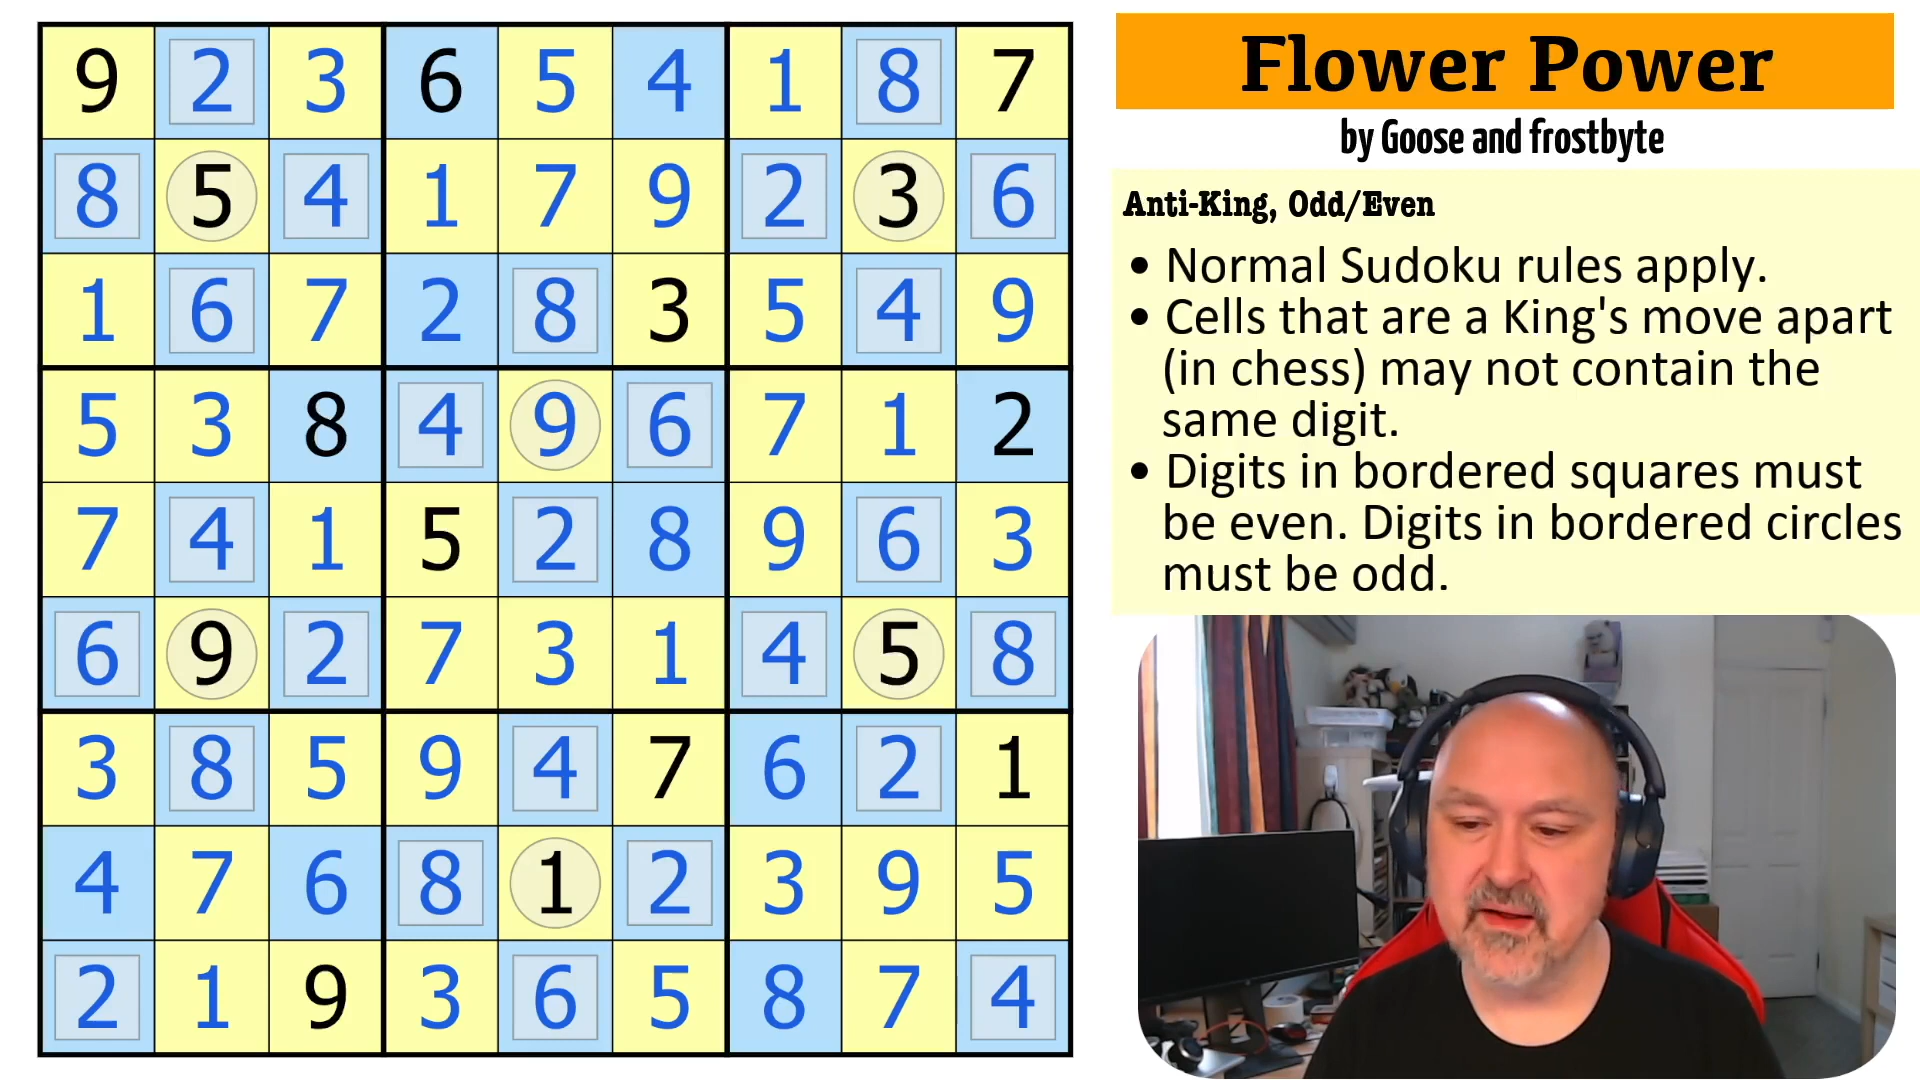 9 2 3 6 5 4 1 8 7
8 5 4 1 7 9 2 3 6
1 6 7 2 8 3 5 4 9
5 3 8 4 9 6 7 1 2
7 4 1 5 2 8 9 6 3
6 9 2 7 3 1 4 5 8
3 8 5 9 4 7 6 2 1
4 7 6 8 1 2 3 9 5
2 1 9 3 6 5 8 7 4
Flower Power
by Goose and frostbyte
Anti-King, Odd/Even
• Normal Sudoku rules apply.
• Cells that are a King's move apart
(in chess) may not contain the
same digit.
• Digits in bordered squares must
be even. Digits in bordered circles
must be odd.